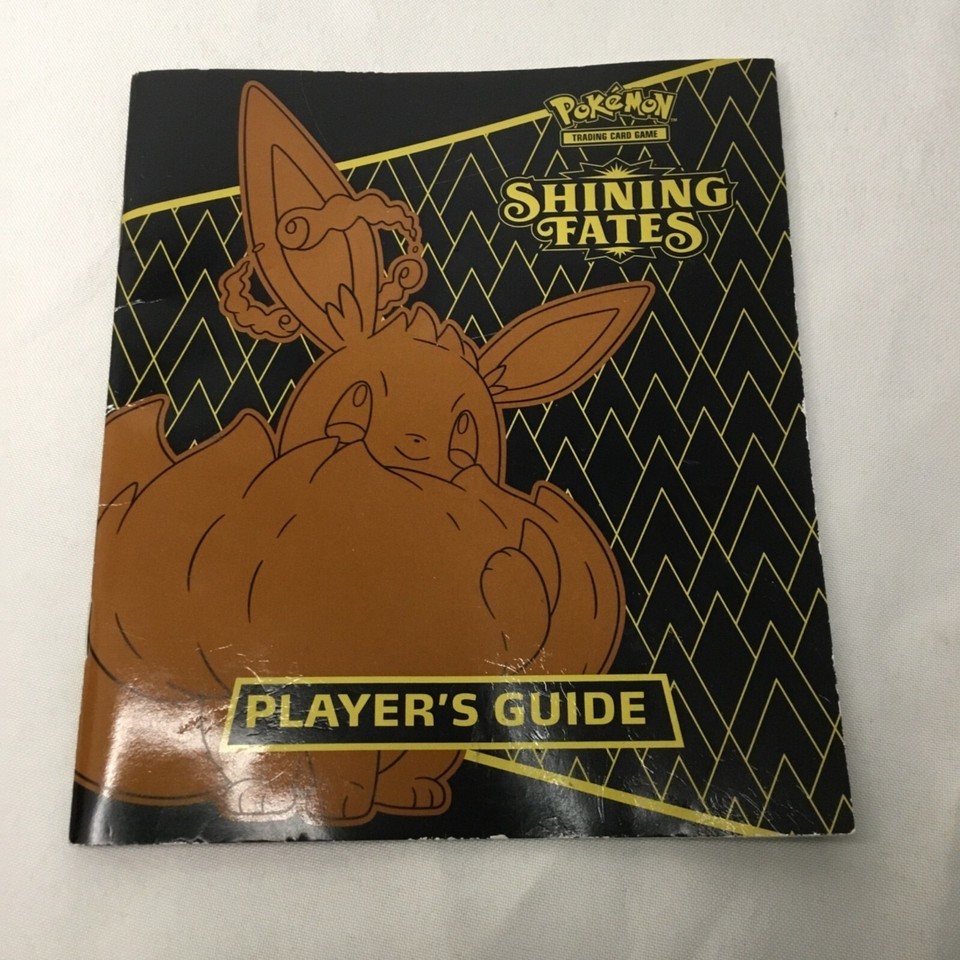 POKéMON
TRADING CARD GAME
SHINING
FATES
PLAYER'S GUIDE